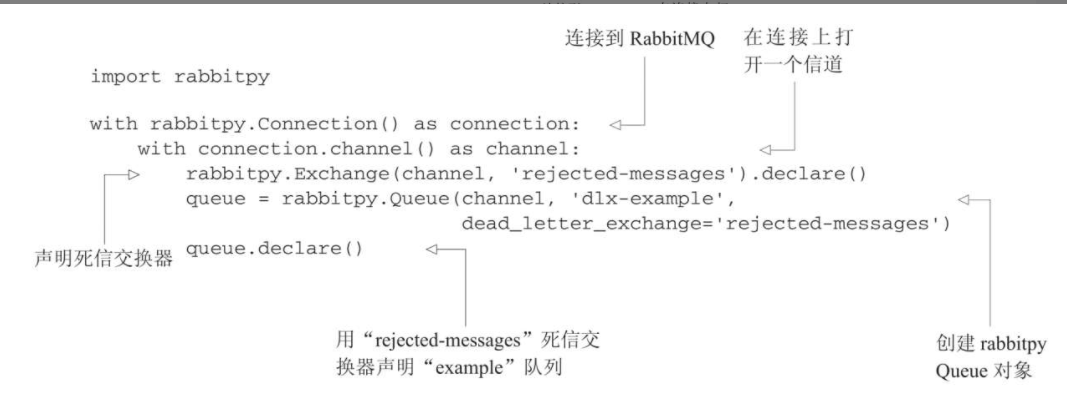 连接到 RabbitMQ
在连接上打
开一个信道
import rabbitpy
with rabbitpy.Connection() as connection:
with connection.channel() as channel:
rabbitpy.Exchange(channel, 'rejected-messages').declare()
queue = rabbitpy.Queue(channel, 'dlx-example',
dead_letter_exchange='rejected-messages')
声明死信交换器
queue.declare()
用“rejected-messages”死信交
换器声明“example”队列
创建 rabbitpy
Queue 对象